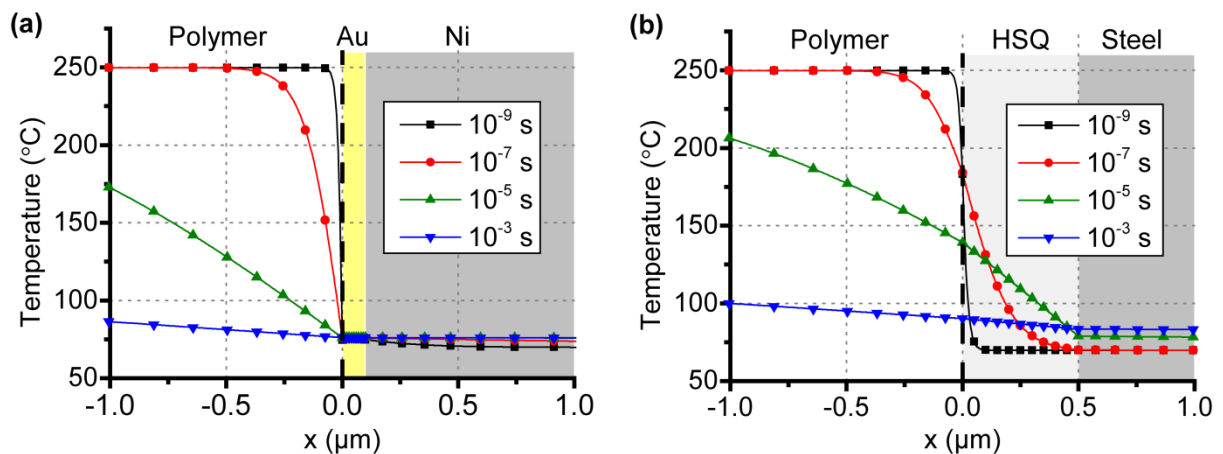 (a)
Polymer Au Ni
250
200
150
100
50
Temperature (°C)
10⁻⁹ s
10⁻⁷ s
10⁻⁵ s
10⁻³ s
-1.0 -0.5 0.0 0.5 1.0
x (µm)
(b)
Polymer HSQ Steel
250
200
150
100
50
Temperature (°C)
10⁻⁹ s
10⁻⁷ s
10⁻⁵ s
10⁻³ s
-1.0 -0.5 0.0 0.5 1.0
x (µm)